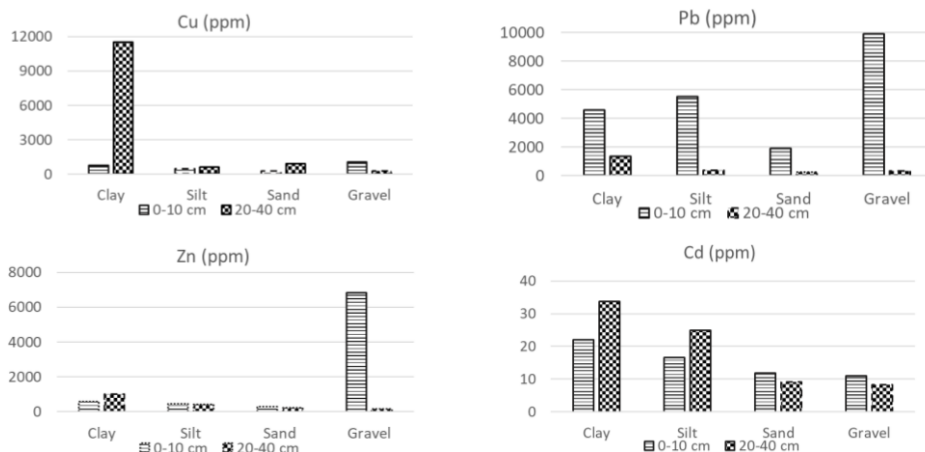 Cu (ppm)
12000
9000
6000
3000
0
Clay Silt Sand Gravel
0-10 cm 20-40 cm
Pb (ppm)
10000
8000
6000
4000
2000
0
Clay Silt Sand Gravel
0-10 cm 20-40 cm
Zn (ppm)
8000
6000
4000
2000
0
Clay Silt Sand Gravel
0-10 cm 20-40 cm
Cd (ppm)
40
30
20
10
0
Clay Silt Sand Gravel
0-10 cm 20-40 cm